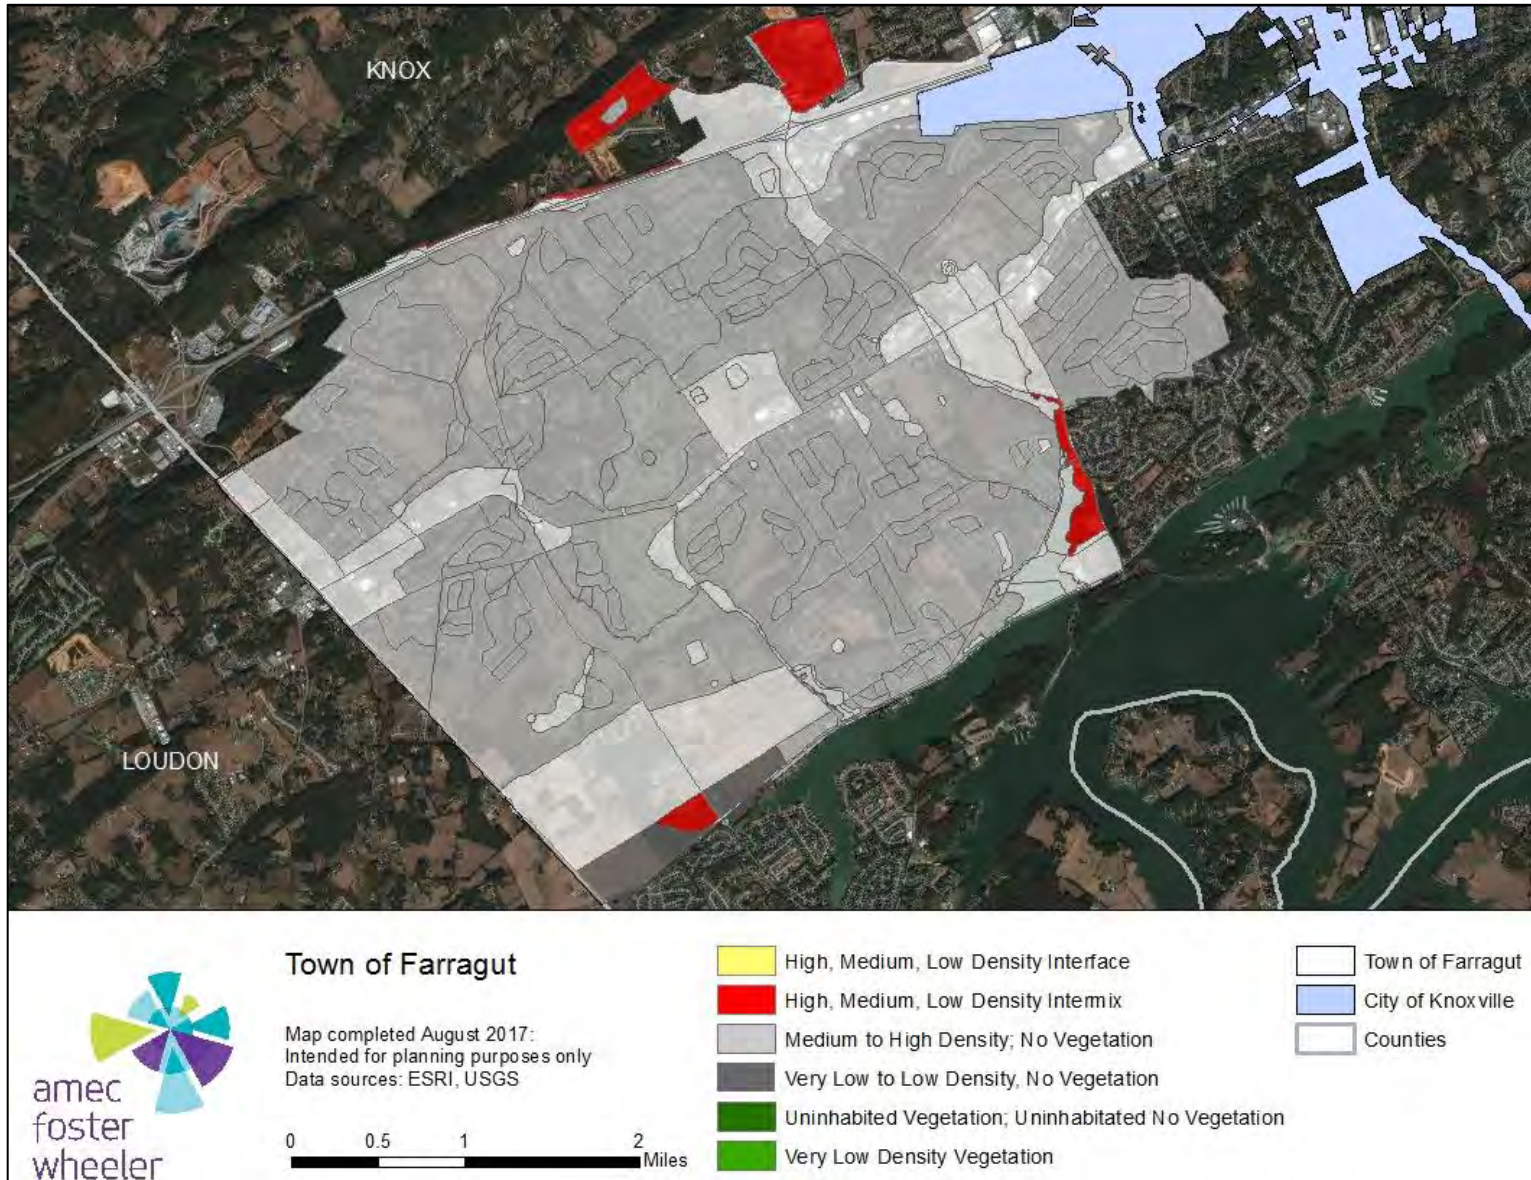 KNOX
LOUDON
Town of Farragut
Map completed August 2017:
Intended for planning purposes only
Data sources: ESRI, USGS
0 0.5 1 2
Miles
amec
foster
wheeler
High, Medium, Low Density Interface
High, Medium, Low Density Intermix
Medium to High Density; No Vegetation
Very Low to Low Density, No Vegetation
Uninhabited Vegetation; Uninhabitated No Vegetation
Very Low Density Vegetation
Town of Farragut
City of Knoxville
Counties